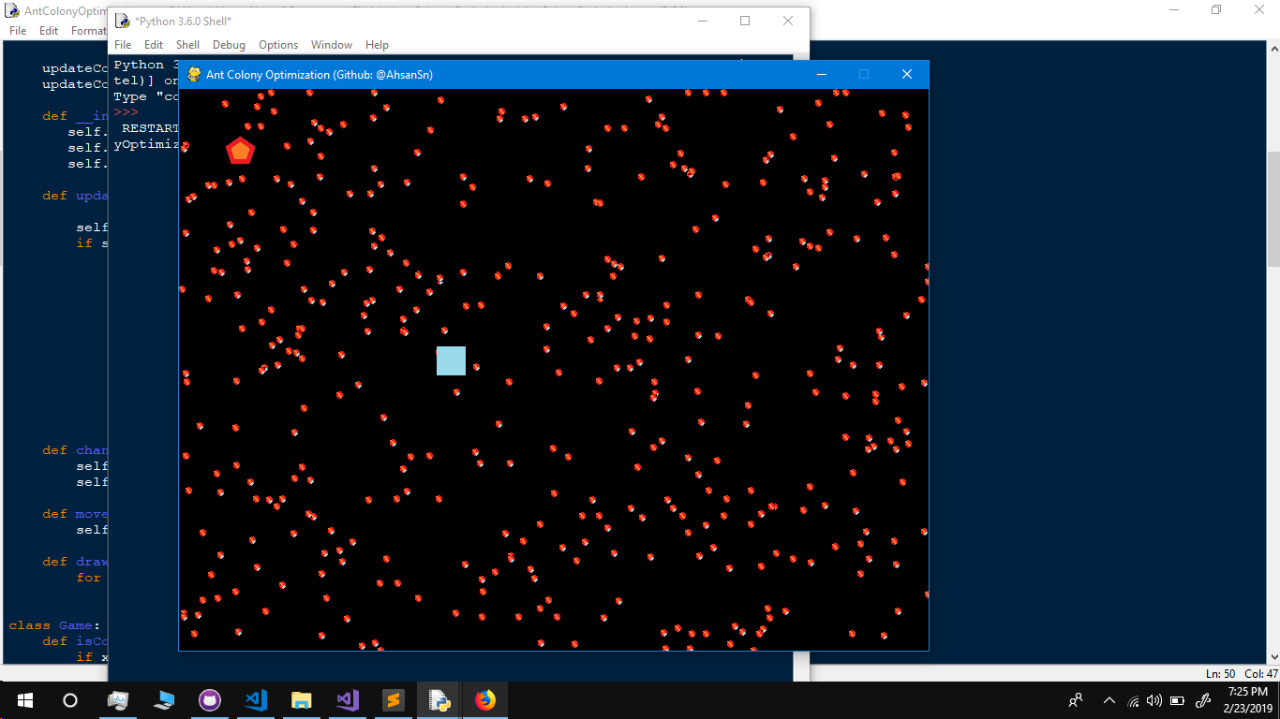 AntColonyOptim
File Edit Format
updateCo
updateCo
def __in
self.
self.
self.
def upda
self
if s
def chan
self
self
def move
self
def draw
for
class Game:
def isCo
if x
*Python 3.6.0 Shell*
File Edit Shell Debug Options Window Help
Python 3
tel)] on
Type "co
>>>
RESTART
yOptimiz
Ant Colony Optimization (Github: @AhsanSn)
Ln: 50 Col: 47
7:25 PM
2/23/2019